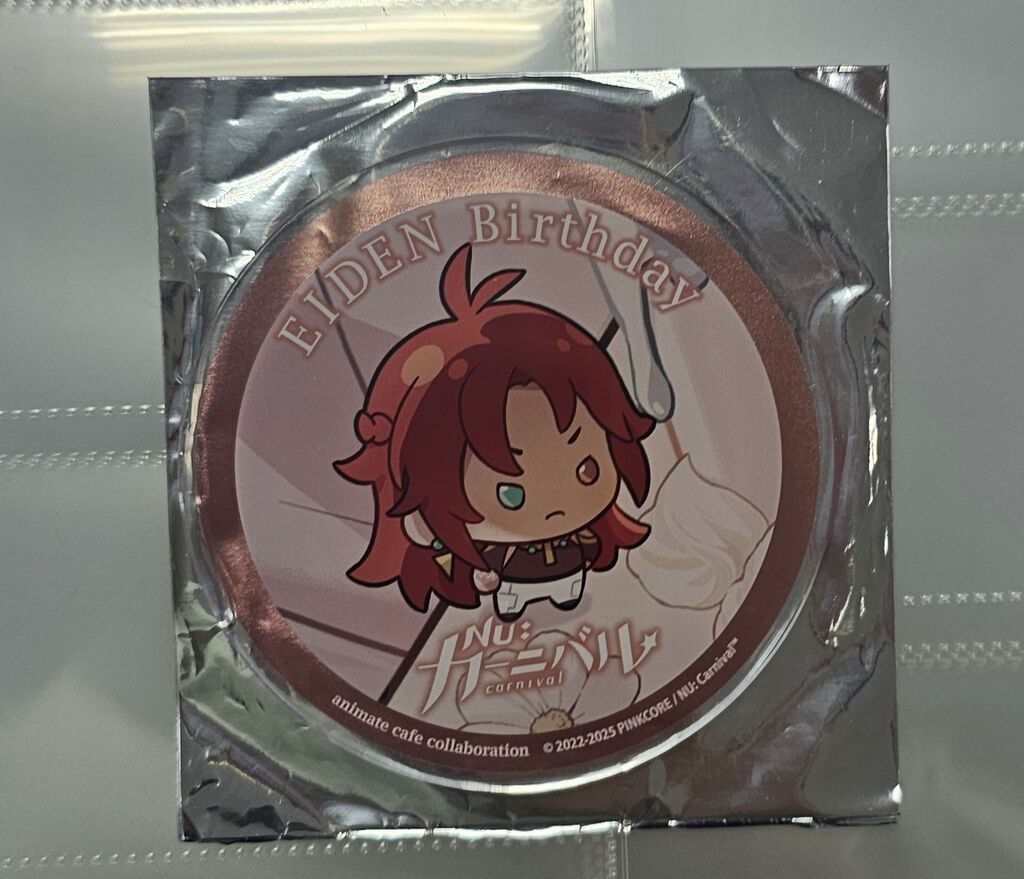 EIDEN Birthday
NU:
カーニバル
carnival
animate cafe collaboration © 2022-2025 PINKCORE / NU: Carnival™